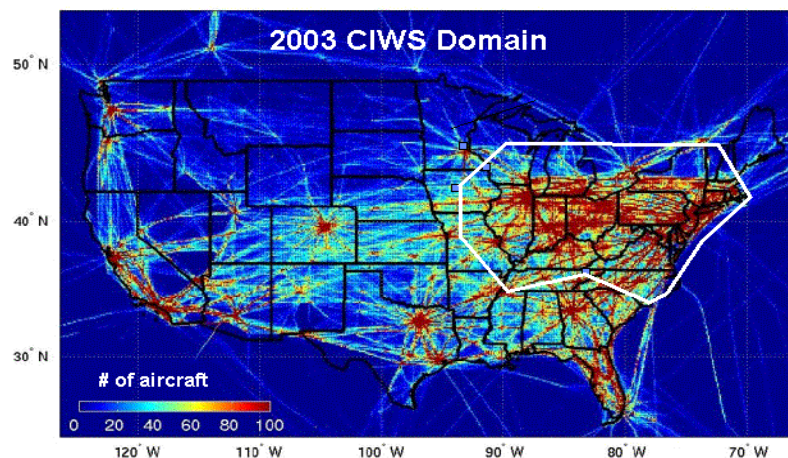 2003 CIWS Domain
50° N
40° N
30° N
# of aircraft
0 20 40 60 80 100
120° W 110° W 100° W 90° W 80° W 70° W